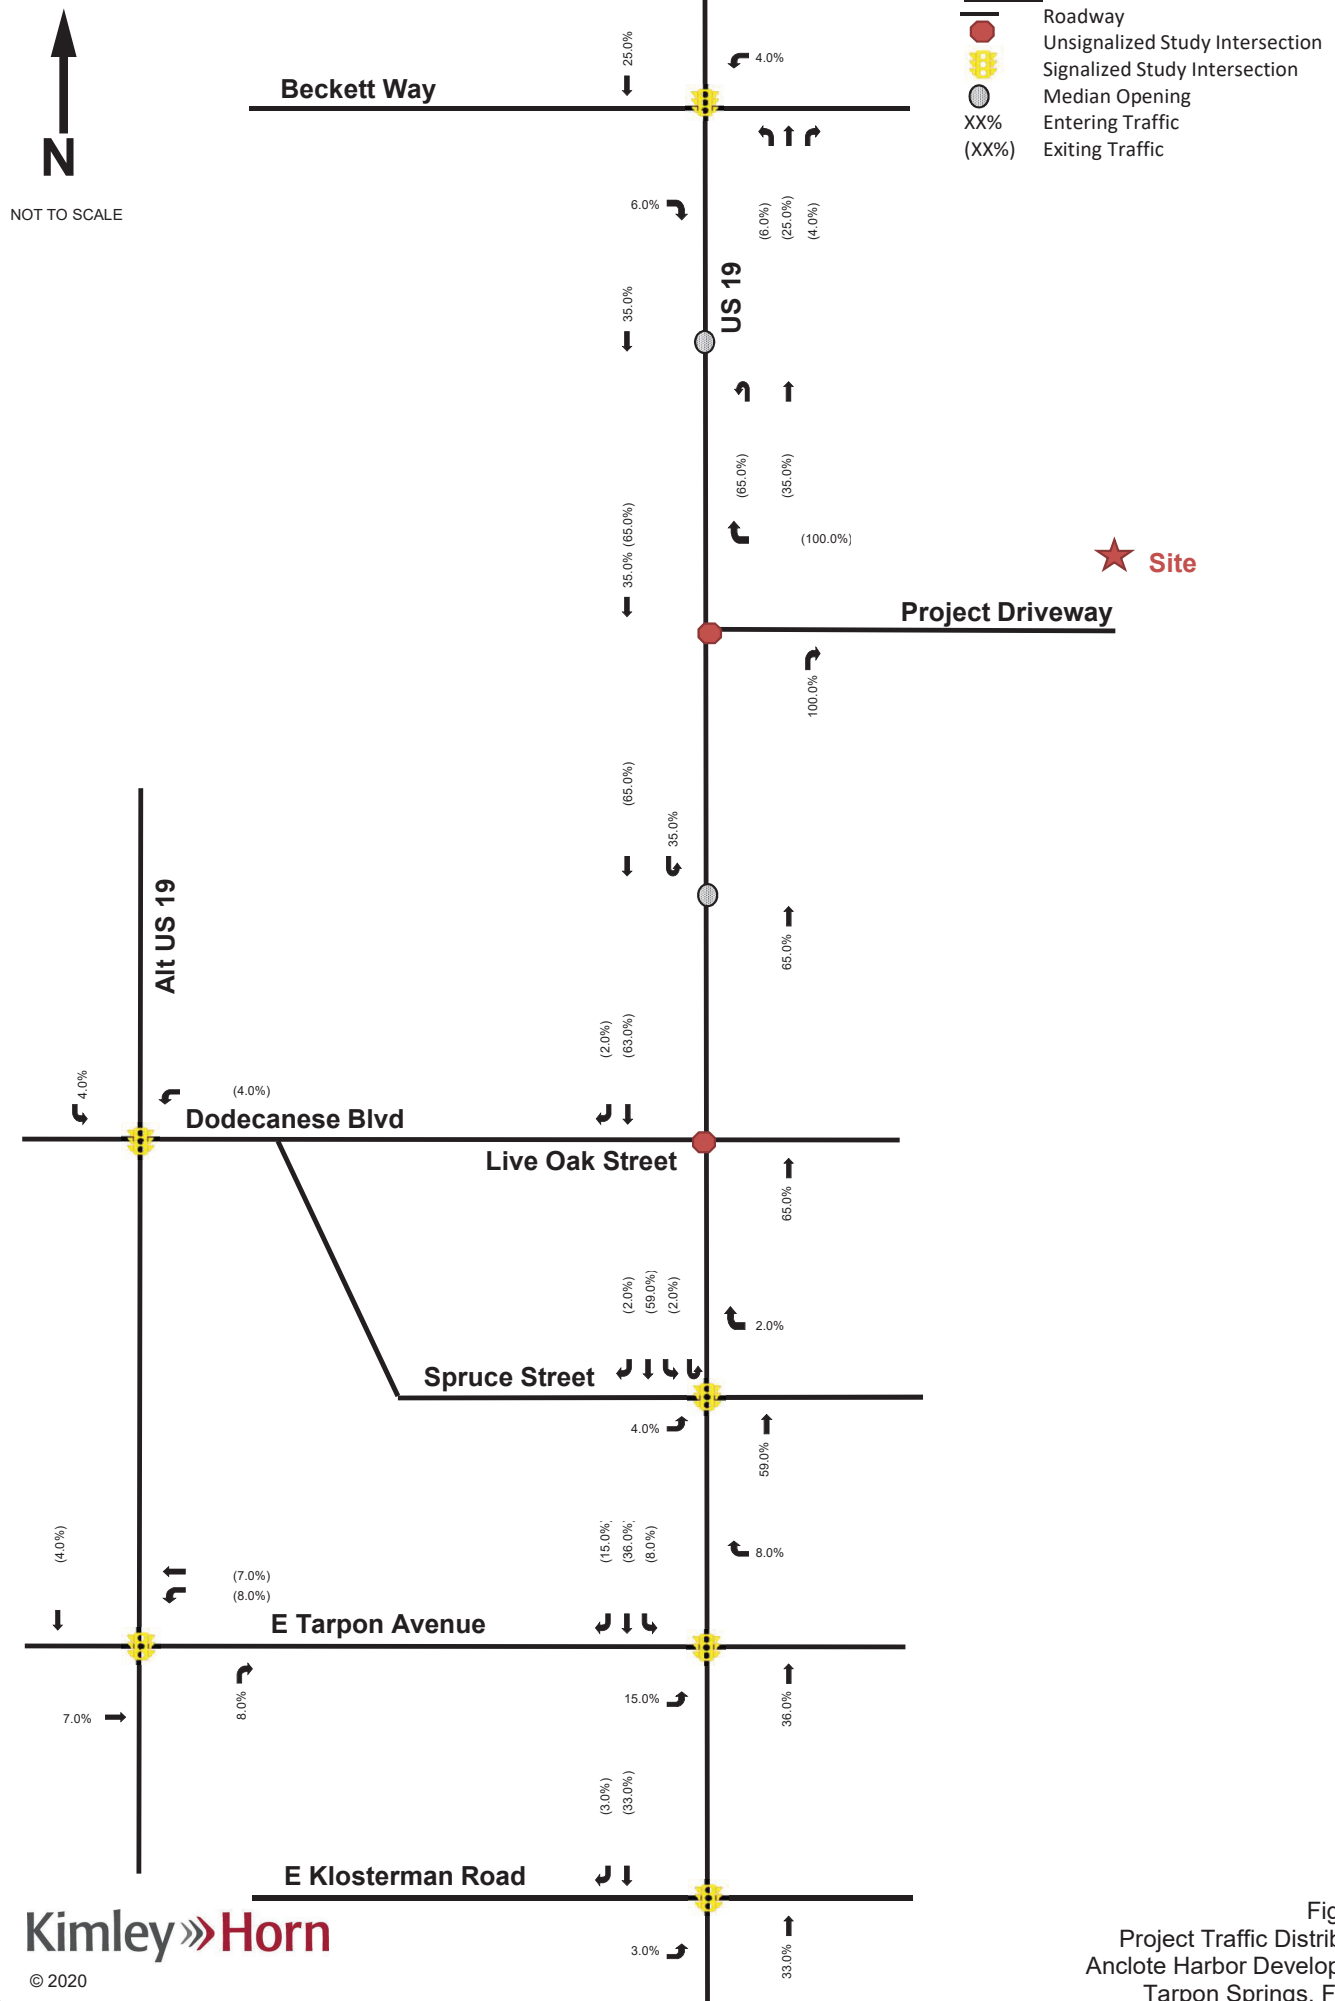 Roadway
Unsignalized Study Intersection
Signalized Study Intersection
Median Opening
XX% Entering Traffic
(XX%) Exiting Traffic
N
NOT TO SCALE
25.0%
4.0%
Beckett Way
6.0%
(6.0%)
(25.0%)
(4.0%)
US 19
35.0%
(65.0%)
(35.0%)
35.0% (65.0%)
(100.0%)
Site
Project Driveway
100.0%
(65.0%)
35.0%
Alt US 19
65.0%
(2.0%)
(63.0%)
4.0%
(4.0%)
Dodecanese Blvd
Live Oak Street
65.0%
(2.0%)
(59.0%)
(2.0%)
2.0%
Spruce Street
4.0%
59.0%
(4.0%)
(15.0%
(36.0%
(8.0%)
8.0%
(7.0%)
(8.0%)
E Tarpon Avenue
8.0%
7.0%
15.0%
36.0%
(3.0%)
(33.0%)
E Klosterman Road
3.0%
33.0%
Kimley»Horn
© 2020
Fig
Project Traffic Distrib
Anclote Harbor Develop
Tarpon Springs, F